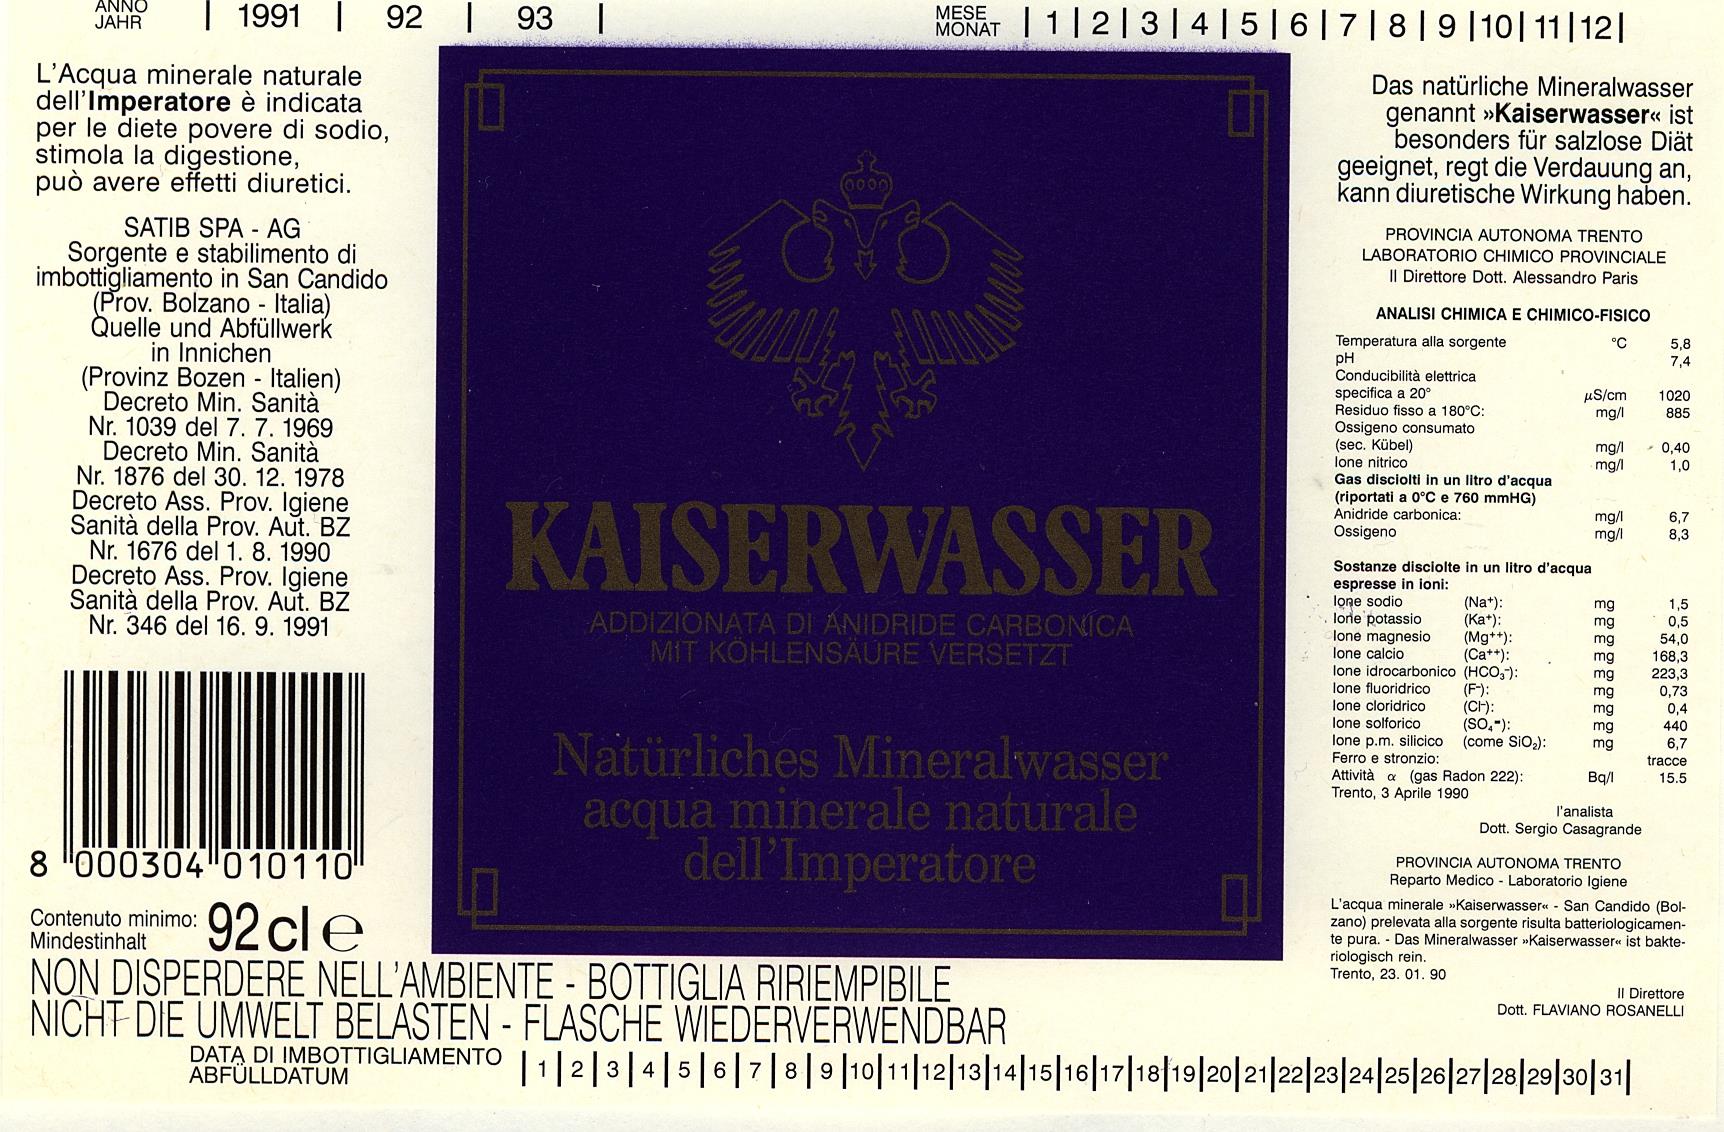 ANNO
JAHR
| 1991 | 92 | 93 |
MESE
MONAT
| 1 | 2 | 3 | 4 | 5 | 6 | 7 | 8 | 9 |10| 11 |12|
L'Acqua minerale naturale
dell'Imperatore è indicata
per le diete povere di sodio,
stimola la digestione,
può avere effetti diuretici.
SATIB SPA - AG
Sorgente e stabilimento di
imbottigliamento in San Candido
(Prov. Bolzano - Italia)
Quelle und Abfüllwerk
in Innichen
(Provinz Bozen - Italien)
Decreto Min. Sanità
Nr. 1039 del 7. 7. 1969
Decreto Min. Sanità
Nr. 1876 del 30. 12. 1978
Decreto Ass. Prov. Igiene
Sanità della Prov. Aut. BZ
Nr. 1676 del 1. 8. 1990
Decreto Ass. Prov. Igiene
Sanità della Prov. Aut. BZ
Nr. 346 del 16. 9. 1991
8 000304 010110
Contenuto minimo:
Mindestinhalt
92 cl e
KAISERWASSER
ADDIZIONATA DI ANIDRIDE CARBONICA
MIT KÖHLENSÄURE VERSETZT
Natürliches Mineralwasser
acqua minerale naturale
dell'Imperatore
Das natürliche Mineralwasser
genannt »Kaiserwasser« ist
besonders für salzlose Diät
geeignet, regt die Verdauung an,
kann diuretische Wirkung haben.
PROVINCIA AUTONOMA TRENTO
LABORATORIO CHIMICO PROVINCIALE
Il Direttore Dott. Alessandro Paris
ANALISI CHIMICA E CHIMICO-FISICO
Temperatura alla sorgente °C 5,8
pH 7,4
Conducibilità elettrica
specifica a 20° µS/cm 1020
Residuo fisso a 180°C: mg/l 885
Ossigeno consumato
(sec. Kübel) mg/l 0,40
Ione nitrico mg/l 1,0
Gas disciolti in un litro d'acqua
(riportati a 0°C e 760 mmHG)
Anidride carbonica: mg/l 6,7
Ossigeno mg/l 8,3
Sostanze disciolte in un litro d'acqua
espresse in ioni:
Ione sodio (Na⁺): mg 1,5
Ione potassio (Ka⁺): mg 0,5
Ione magnesio (Mg⁺⁺): mg 54,0
Ione calcio (Ca⁺⁺): mg 168,3
Ione idrocarbonico (HCO₃⁻): mg 223,3
Ione fluoridrico (F⁻): mg 0,73
Ione cloridrico (Cl⁻): mg 0,4
Ione solforico (SO₄⁼): mg 440
Ione p.m. silicico (come SiO₂): mg 6,7
Ferro e stronzio: tracce
Attività α (gas Radon 222): Bq/l 15.5
Trento, 3 Aprile 1990
l'analista
Dott. Sergio Casagrande
PROVINCIA AUTONOMA TRENTO
Reparto Medico - Laboratorio Igiene
L'acqua minerale »Kaiserwasser« - San Candido (Bol-
zano) prelevata alla sorgente risulta batteriologicamen-
te pura. - Das Mineralwasser »Kaiserwasser« ist bakte-
riologisch rein.
Trento, 23. 01. 90
Il Direttore
Dott. FLAVIANO ROSANELLI
NON DISPERDERE NELL'AMBIENTE - BOTTIGLIA RIRIEMPIBILE
NICHT DIE UMWELT BELASTEN - FLASCHE WIEDERVERWENDBAR
DATA DI IMBOTTIGLIAMENTO
ABFÜLLDATUM
| 1 | 2 | 3 | 4 | 5 | 6 | 7 | 8 | 9 |10|11|12|13|14|15|16|17|18|19|20|21|22|23|24|25|26|27|28|29|30|31|